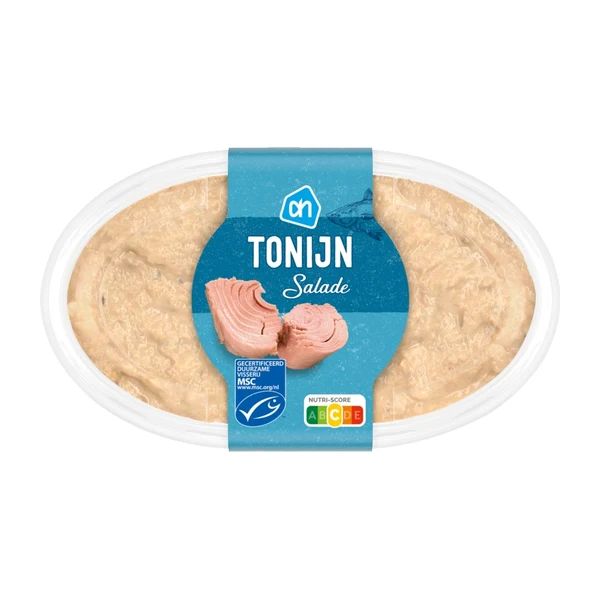 ah
TONIJN
Salade
GECERTIFICEERD
DUURZAME
VISSERIJ
MSC
www.msc.org/nl
NUTRI-SCORE
A B C D E